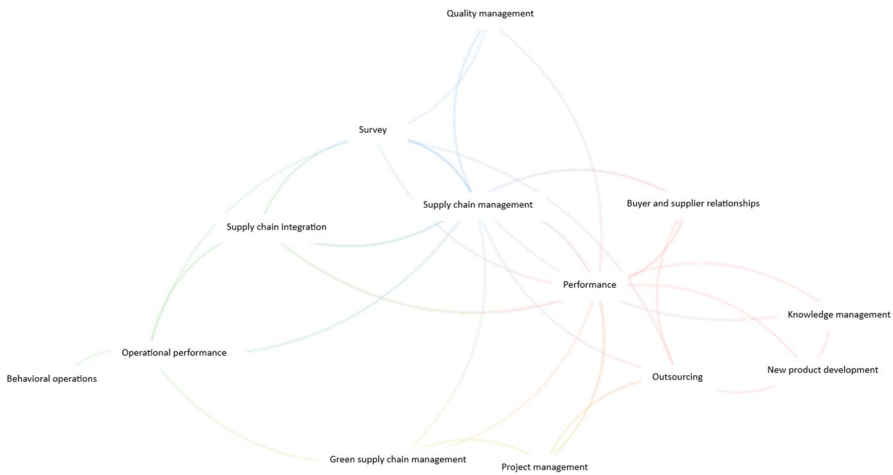 Quality management
Survey
Supply chain management
Buyer and supplier relationships
Supply chain integration
Performance
Knowledge management
Operational performance
New product development
Behavioral operations
Outsourcing
Green supply chain management
Project management